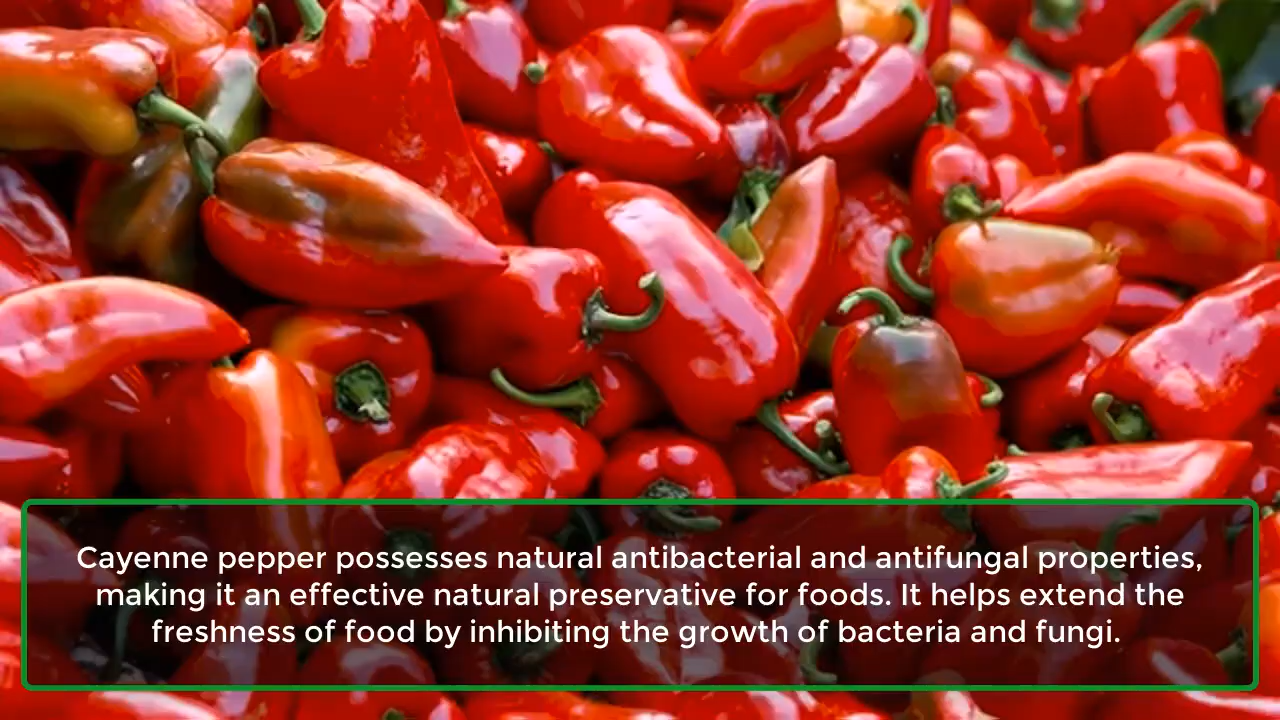 Cayenne pepper possesses natural antibacterial and antifungal properties,
making it an effective natural preservative for foods. It helps extend the
freshness of food by inhibiting the growth of bacteria and fungi.